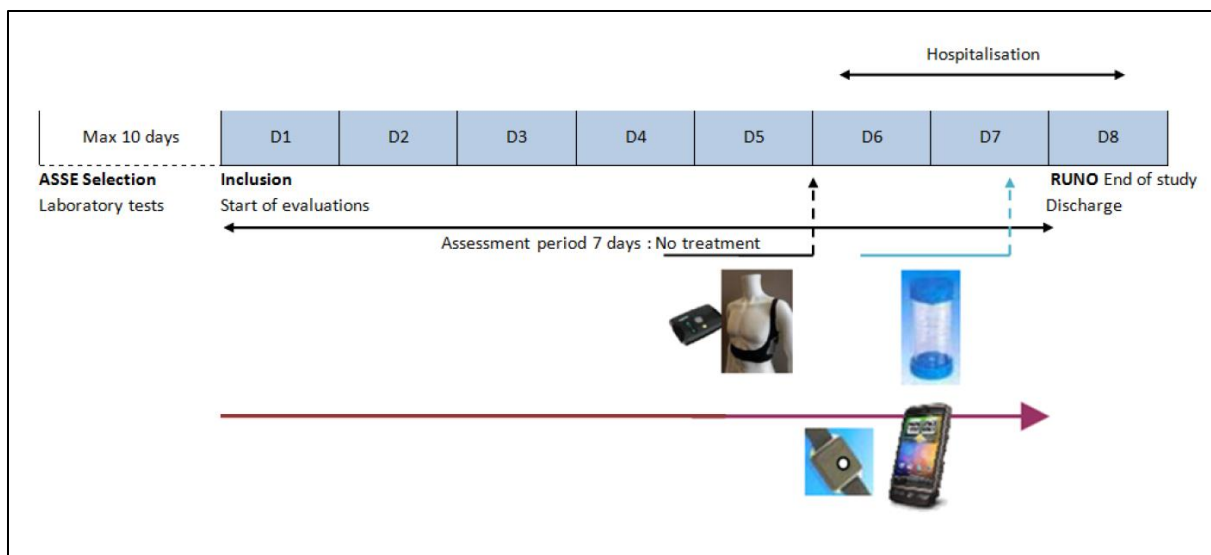 Hospitalisation
Max 10 days D1 D2 D3 D4 D5 D6 D7 D8
ASSE Selection Inclusion RUNO End of study
Laboratory tests Start of evaluations Discharge
Assessment period 7 days : No treatment